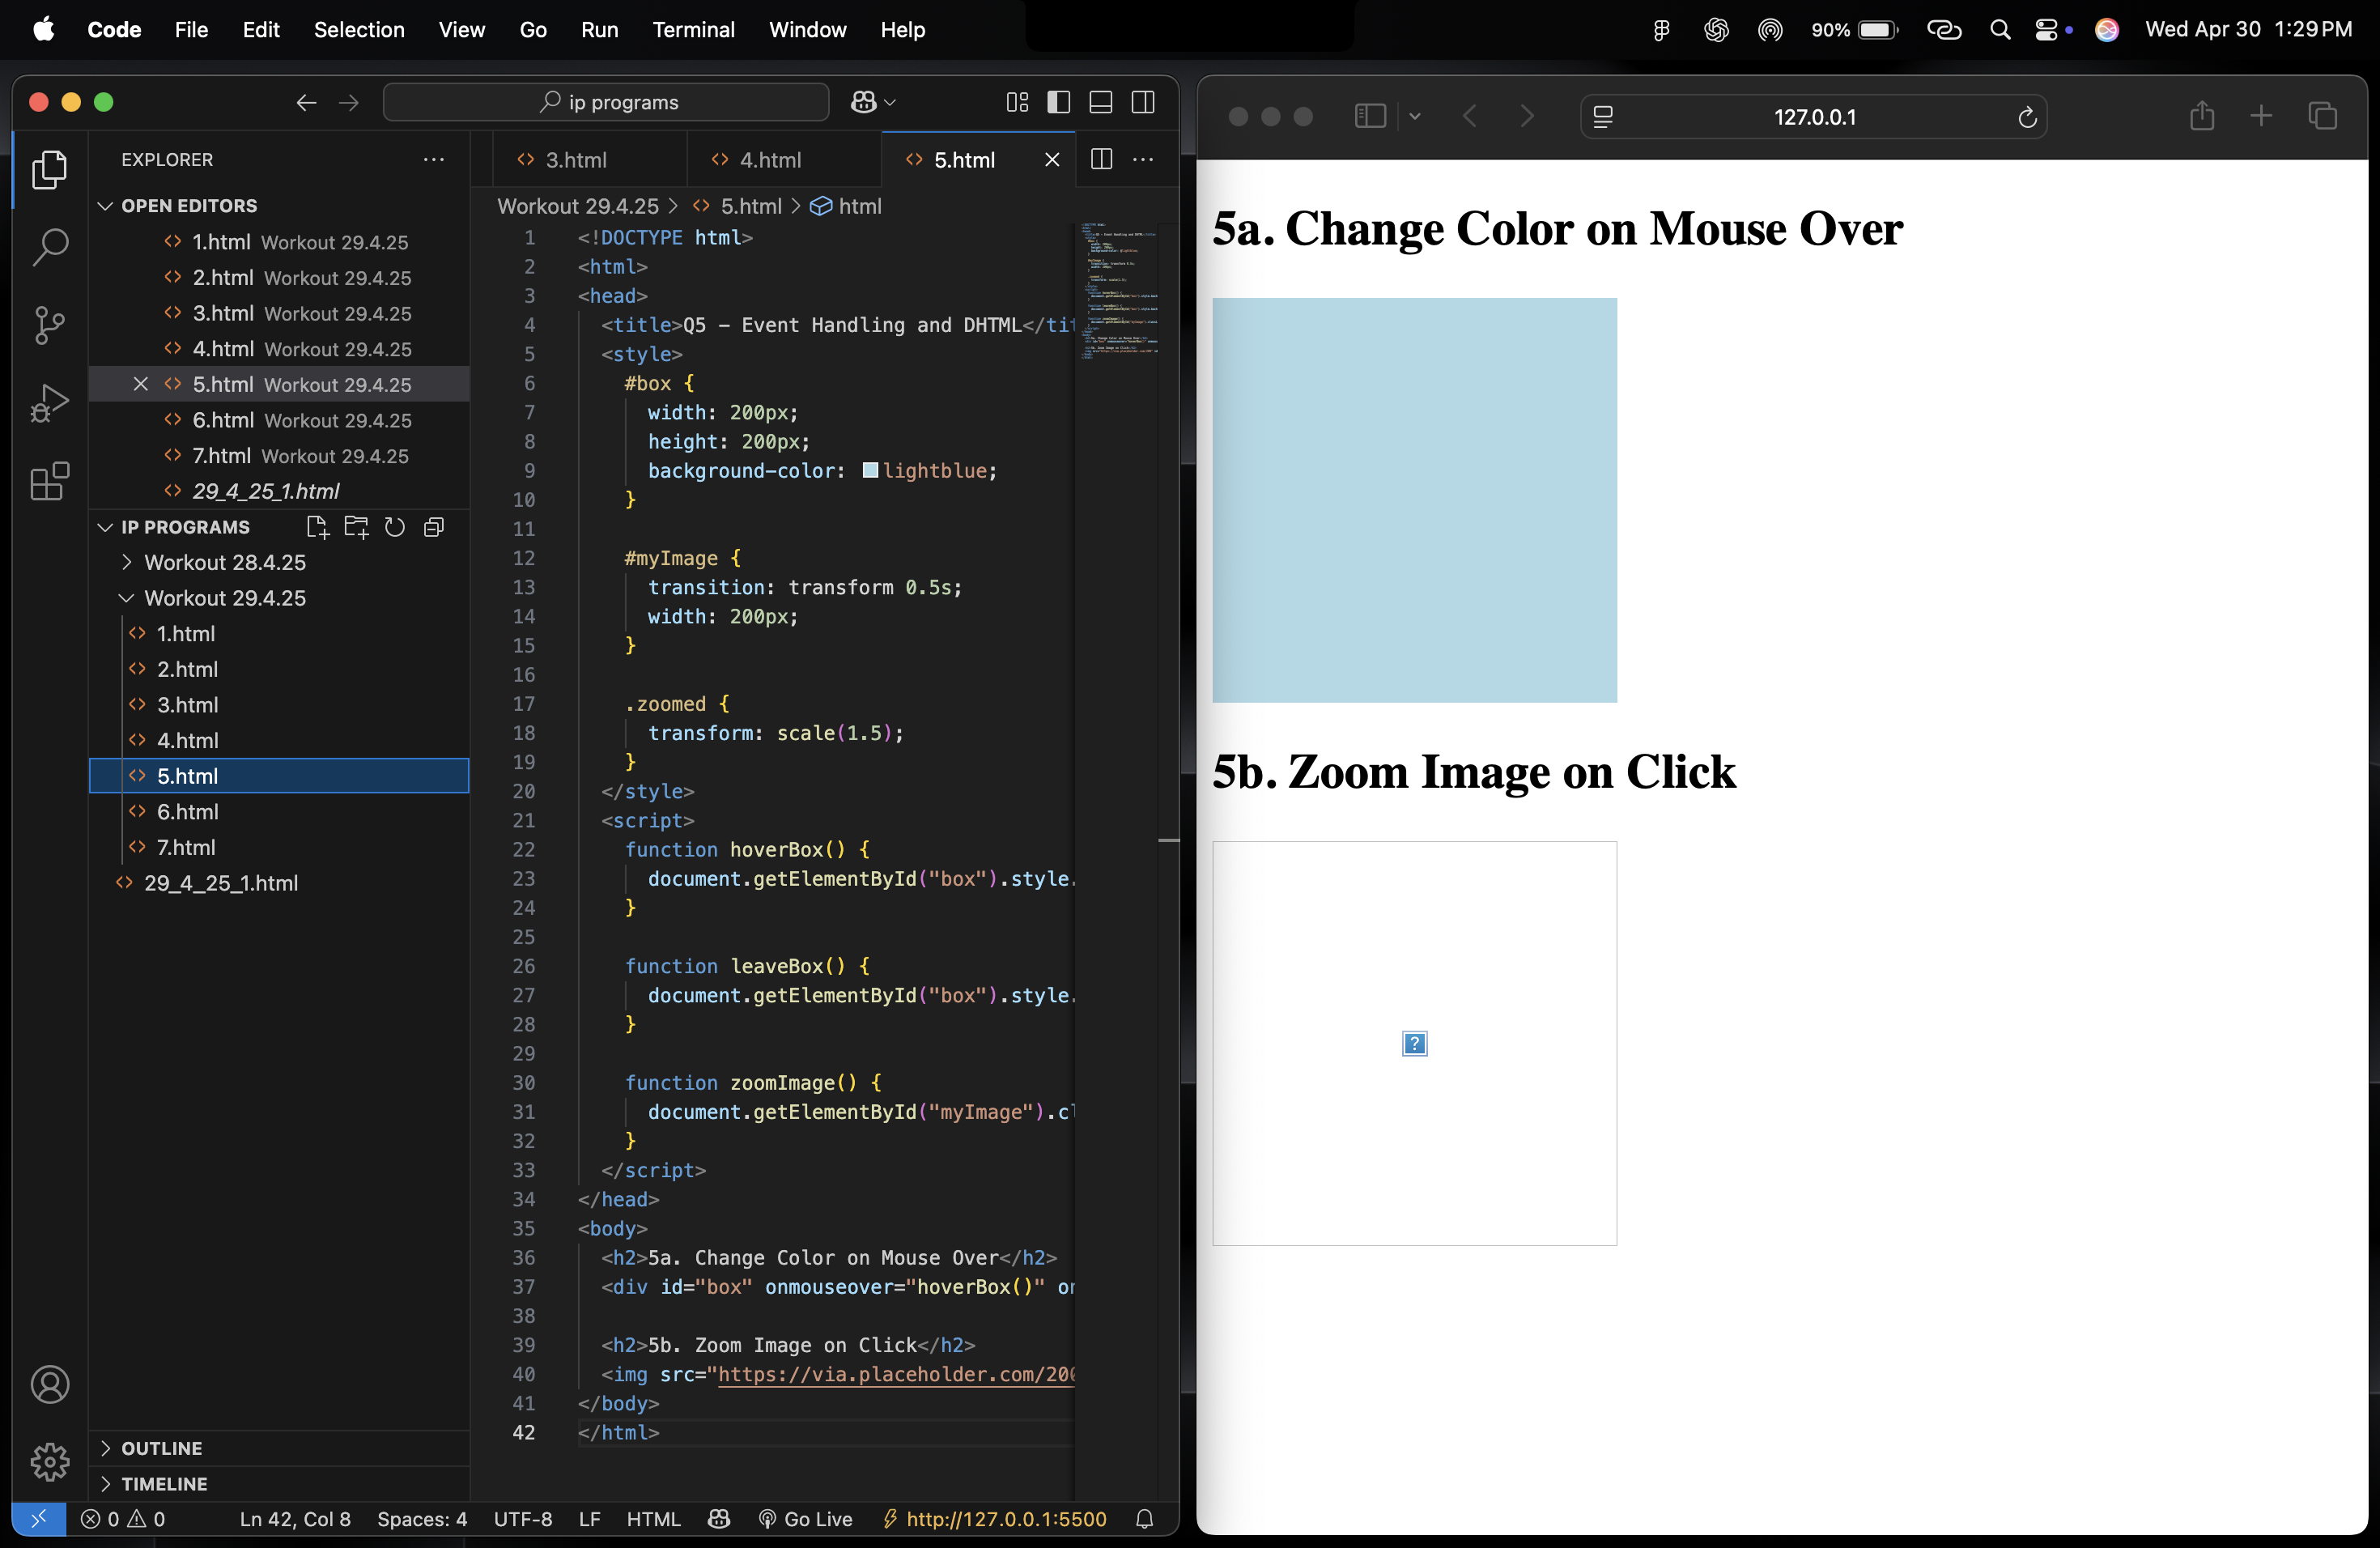 Code File Edit Selection View Go Run Terminal Window Help
90% Wed Apr 30 1:29 PM
ip programs
EXPLORER
OPEN EDITORS
1.html Workout 29.4.25
2.html Workout 29.4.25
3.html Workout 29.4.25
4.html Workout 29.4.25
5.html Workout 29.4.25
6.html Workout 29.4.25
7.html Workout 29.4.25
29_4_25_1.html
IP PROGRAMS
Workout 28.4.25
Workout 29.4.25
1.html
2.html
3.html
4.html
5.html
6.html
7.html
29_4_25_1.html
OUTLINE
TIMELINE
3.html 4.html 5.html
Workout 29.4.25 > 5.html > html
1 <!DOCTYPE html>
2 <html>
3 <head>
4 <title>Q5 – Event Handling and DHTML</tit
5 <style>
6 #box {
7 width: 200px;
8 height: 200px;
9 background-color: lightblue;
10 }
11
12 #myImage {
13 transition: transform 0.5s;
14 width: 200px;
15 }
16
17 .zoomed {
18 transform: scale(1.5);
19 }
20 </style>
21 <script>
22 function hoverBox() {
23 document.getElementById("box").style.
24 }
25
26 function leaveBox() {
27 document.getElementById("box").style.
28 }
29
30 function zoomImage() {
31 document.getElementById("myImage").cl
32 }
33 </script>
34 </head>
35 <body>
36 <h2>5a. Change Color on Mouse Over</h2>
37 <div id="box" onmouseover="hoverBox()" on
38
39 <h2>5b. Zoom Image on Click</h2>
40 <img src="https://via.placeholder.com/200
41 </body>
42 </html>
0 0 Ln 42, Col 8 Spaces: 4 UTF-8 LF HTML Go Live http://127.0.0.1:5500
127.0.0.1
5a. Change Color on Mouse Over
5b. Zoom Image on Click
?